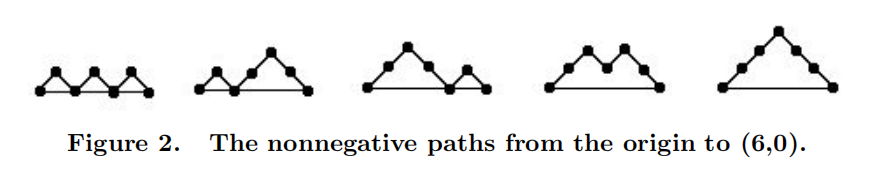 Figure 2. The nonnegative paths from the origin to (6,0).